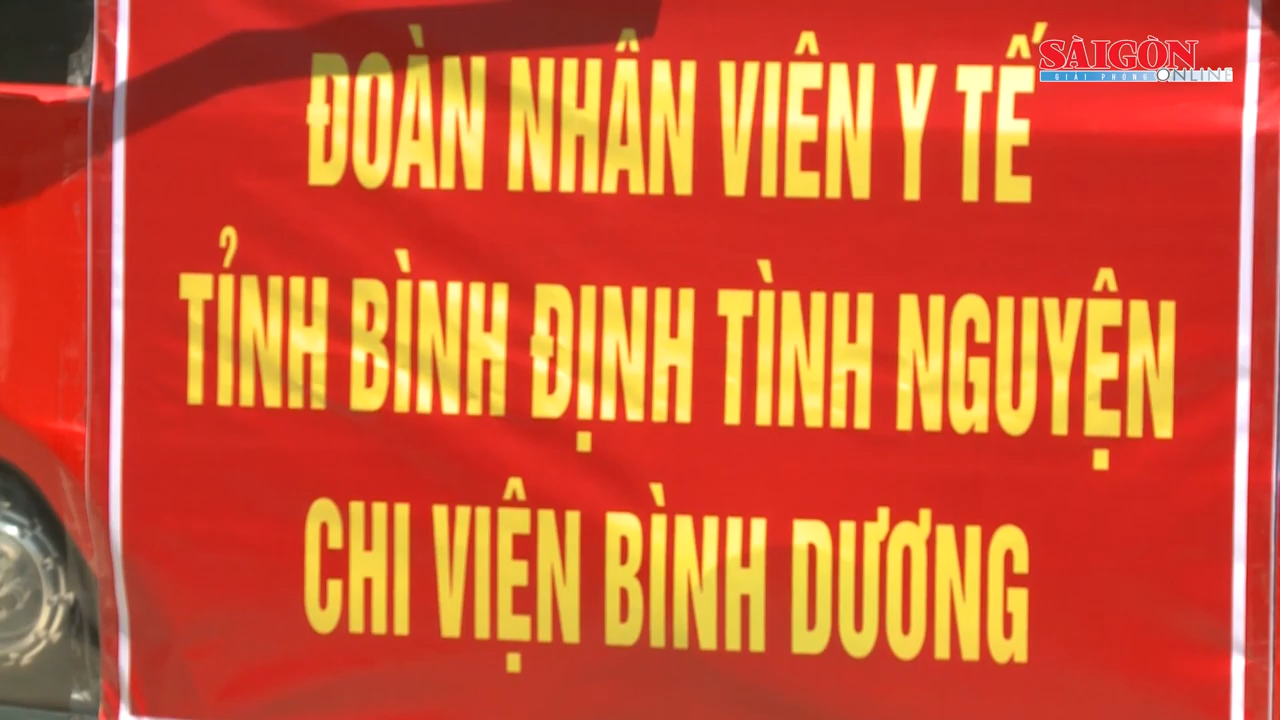 SÀIGÒN
GIẢI PHÓNG ONLINE
ĐOÀN NHÂN VIÊN Y TẾ
TỈNH BÌNH ĐỊNH TÌNH NGUYỆN
CHI VIỆN BÌNH DƯƠNG